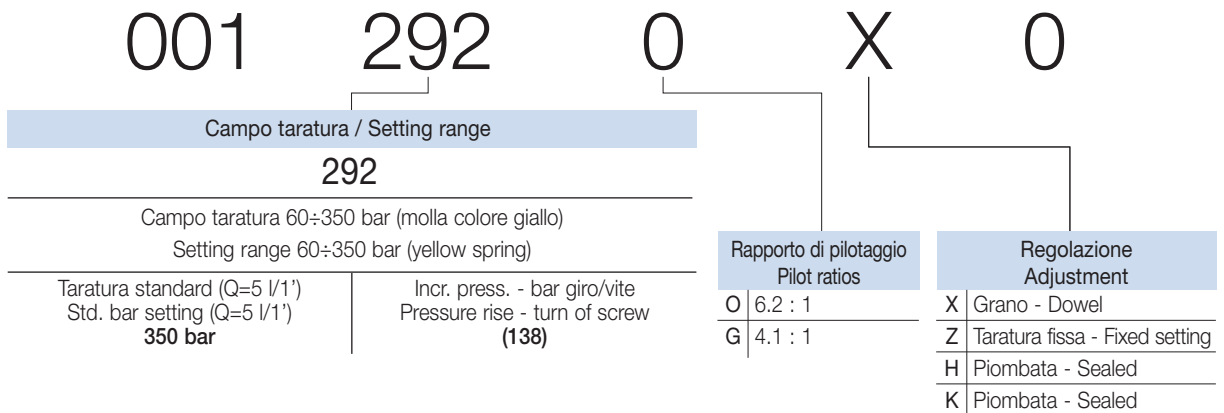 001 292 0 X 0
Campo taratura / Setting range
292
Campo taratura 60÷350 bar (molla colore giallo)
Setting range 60÷350 bar (yellow spring)
Taratura standard (Q=5 l/1')
Std. bar setting (Q=5 l/1')
350 bar
Incr. press. - bar giro/vite
Pressure rise - turn of screw
(138)
Rapporto di pilotaggio
Pilot ratios
O 6.2 : 1
G 4.1 : 1
Regolazione
Adjustment
X Grano - Dowel
Z Taratura fissa - Fixed setting
H Piombata - Sealed
K Piombata - Sealed